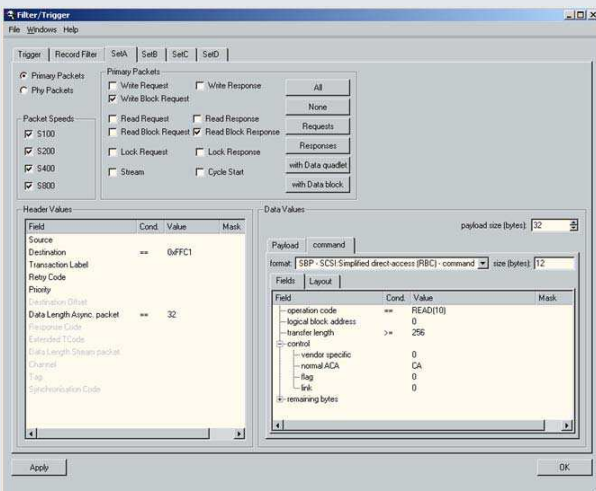 Filter/Trigger
File Windows Help
Trigger Record Filter SetA SetB SetC SetD
Primary Packets
Phy Packets
Packet Speeds
S100
S200
S400
S800
Primary Packets
Write Request Write Response
Write Block Request
Read Request Read Response
Read Block Request Read Block Response
Lock Request Lock Response
Stream Cycle Start
All
None
Requests
Responses
with Data quadlet
with Data block
Header Values
Field Cond. Value Mask
Source
Destination == 0xFFC1
Transaction Label
Retry Code
Priority
Destination Offset
Data Length Async. packet == 32
Response Code
Extended TCode
Data Length Stream packet
Channel
Tag
Synchronisation Code
Data Values
payload size (bytes): 32
Payload command
format: SBP - SCSI:Simplified direct-access (RBC) - command size (bytes): 12
Fields Layout
Field Cond. Value Mask
operation code == READ(10)
logical block address 0
transfer length >= 256
control
vendor specific 0
normal ACA CA
flag 0
link 0
remaining bytes
Apply OK